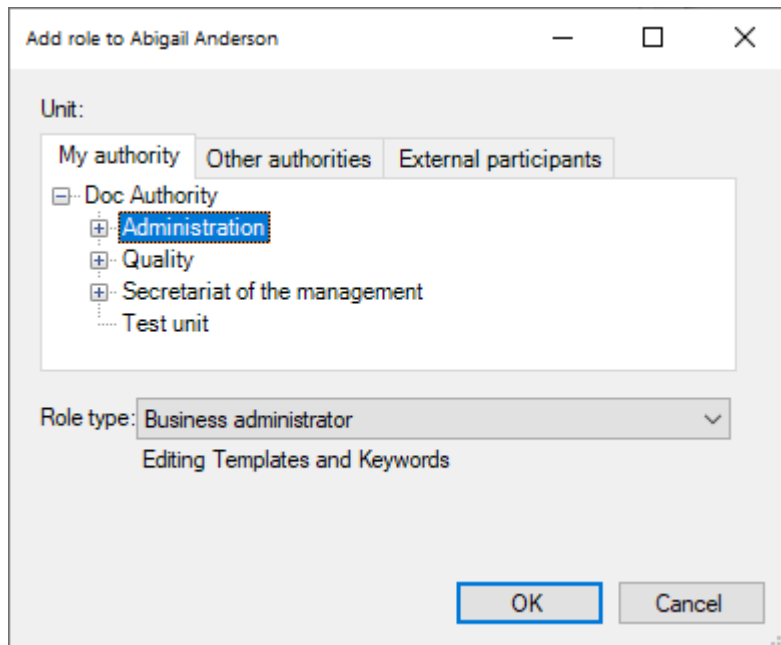 Add role to Abigail Anderson
Unit:
My authority Other authorities External participants
Doc Authority
Administration
Quality
Secretariat of the management
Test unit
Role type: Business administrator
Editing Templates and Keywords
OK Cancel